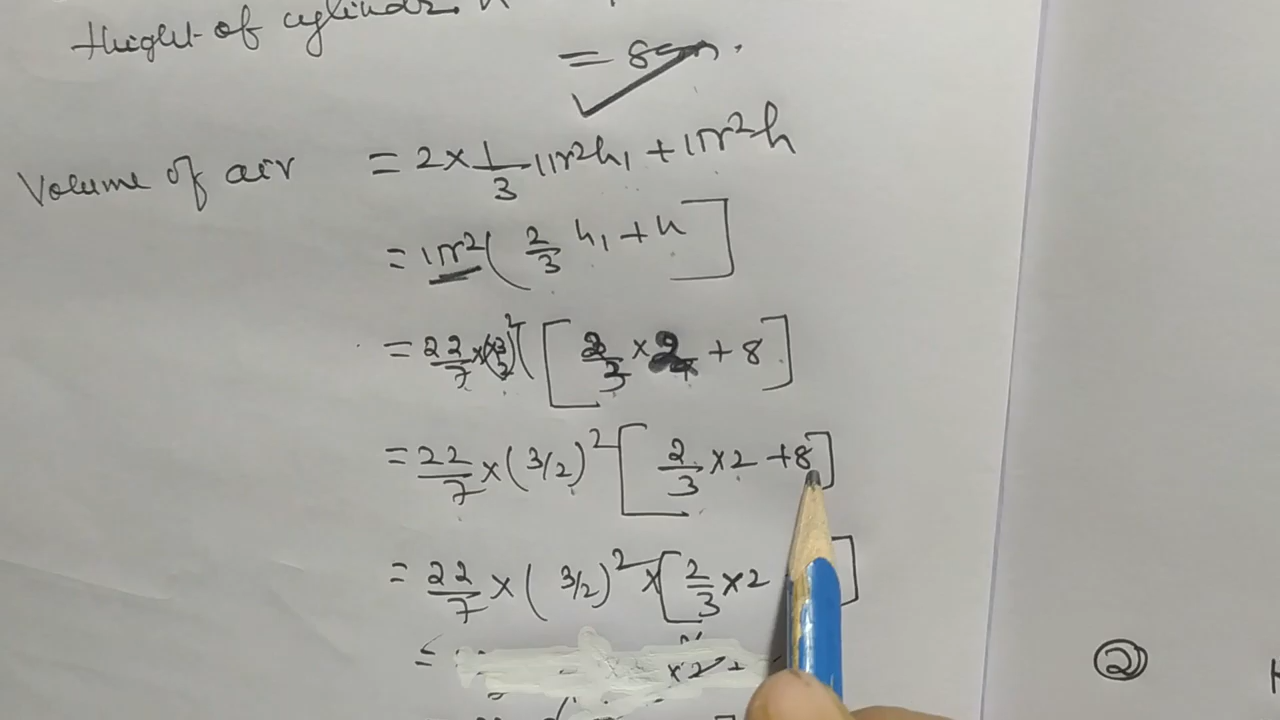 Height of cylinder h
= 8cm.
Volume of air = 2 × 1/3 πr²h₁ + πr²h
= πr² ( 2/3 h₁ + h ]
= 22/7 × (3/2)² ( [ 2/3 × 2 + 8 ]
= 22/7 × (3/2)² [ 2/3 × 2 + 8 ]
= 22/7 × ( 3/2)² × [ 2/3 × 2 ]
=
× 2 +
②